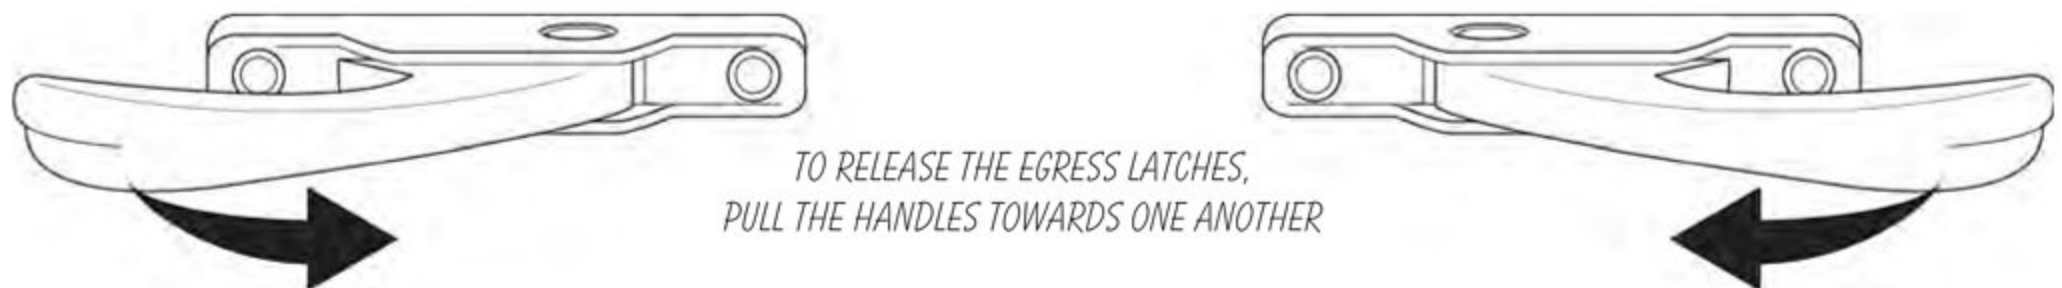 TO RELEASE THE EGRESS LATCHES,
PULL THE HANDLES TOWARDS ONE ANOTHER